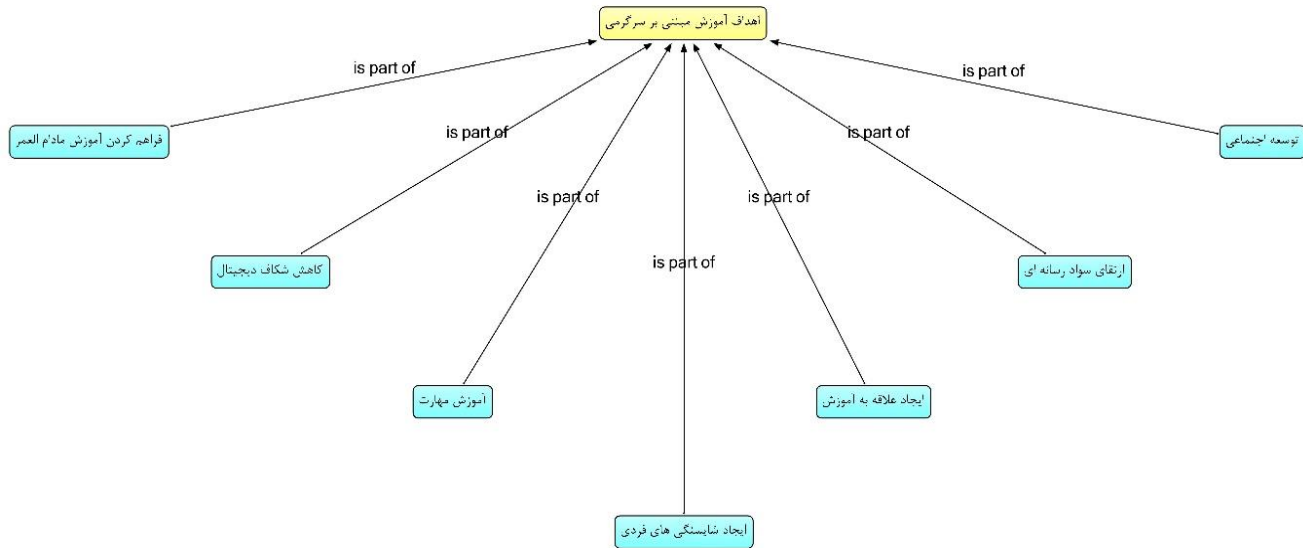 اهداف آموزش مبتنی بر سرگرمی
is part of
is part of
فراهم کردن آموزش مادام العمر
توسعه اجتماعی
is part of
is part of
is part of
is part of
is part of
کاهش شکاف دیجیتال
ارتقای سواد رسانه ای
آموزش مهارت
ایجاد علاقه به آموزش
ایجاد شایستگی های فردی